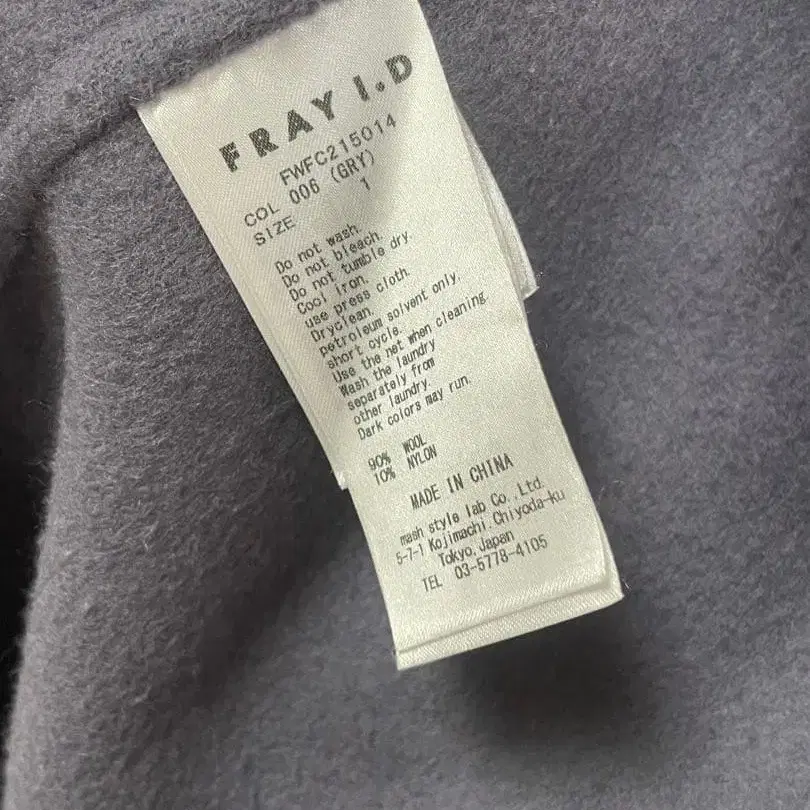 FRAY I.D
FWFC215014
COL 006 (GRY)
SIZE 1
Do not wash.
Do not bleach.
Do not tumble dry.
Cool iron.
use press cloth.
Dryclean.
petroleum solvent only.
short cycle.
Use the net when cleaning.
Wash the laundry
separately from
other laundry.
Dark colors may run.
90% WOOL
10% NYLON
MADE IN CHINA
mash style lab Co.,Ltd.
5-7-1 Kojimachi.Chiyoda-ku
Tokyo.Japan
TEL 03-5778-4105